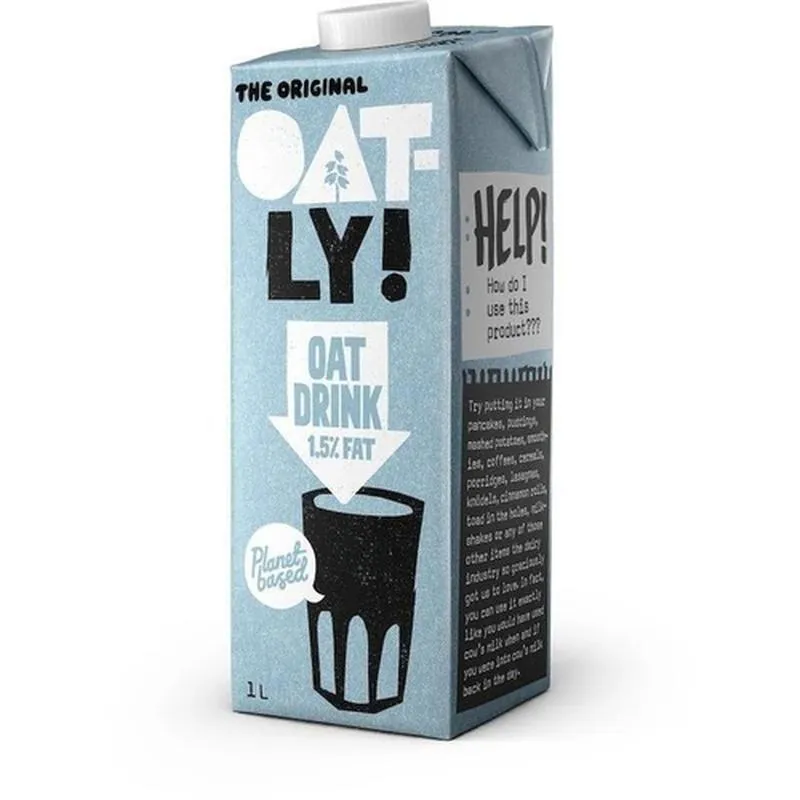 THE ORIGINAL
OAT-
LY!
OAT
DRINK
1.5% FAT
Planet
based
1L
HELP!
How do I
use this
product???
Try putting it in your
pancakes, puddings,
mashed potatoes, smooth-
ies, coffees, cereals,
porridges, lasagnes,
knödels, cinnamon rolls,
toad in the holes, milk-
shakes or any of those
other items the dairy
industry so graciously
got us to love. In fact,
you can use it exactly
like you would have used
cow's milk when and if
you were into cow's milk
back in the day.